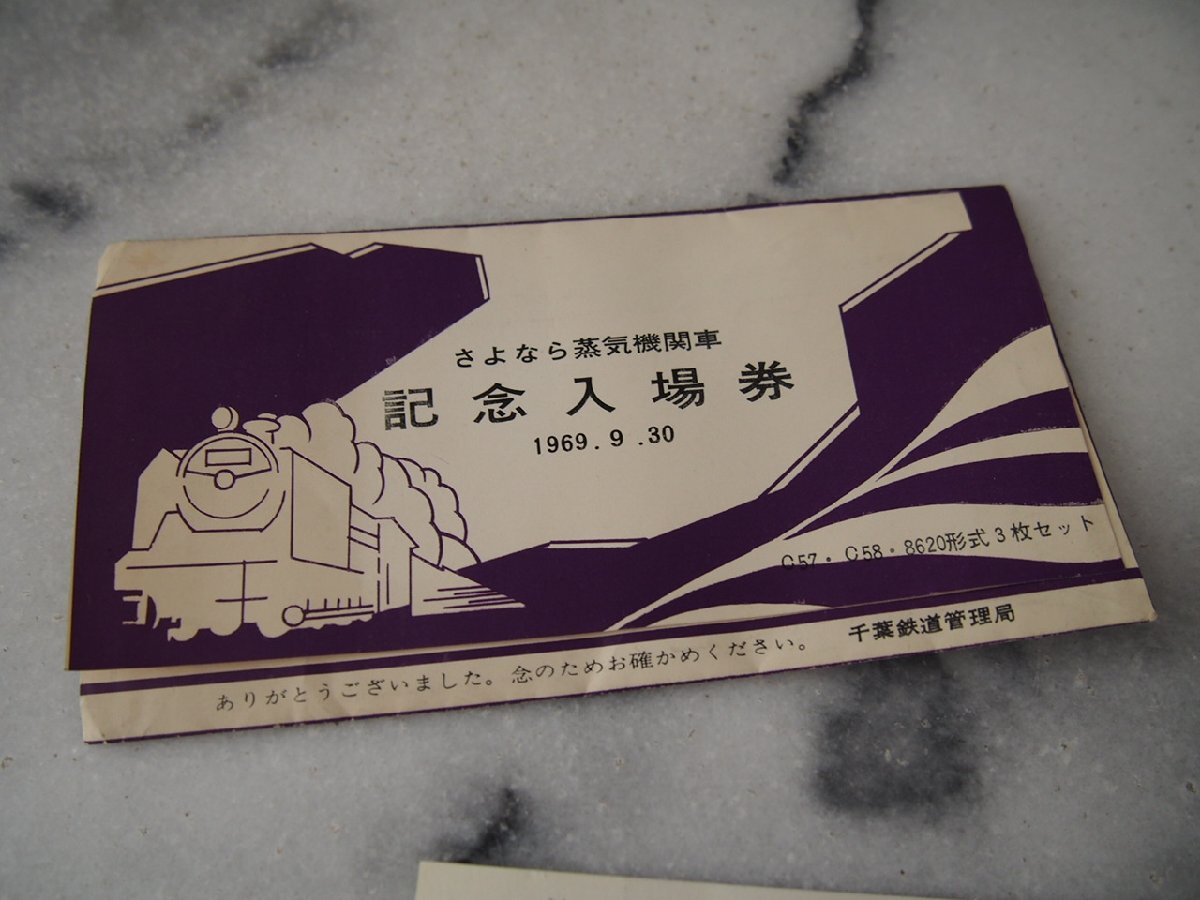 さよなら蒸気機関車
記念入場券
1969.9.30
C57・C58・8620形式3枚セット
千葉鉄道管理局
ありがとうございました。念のためお確かめください。